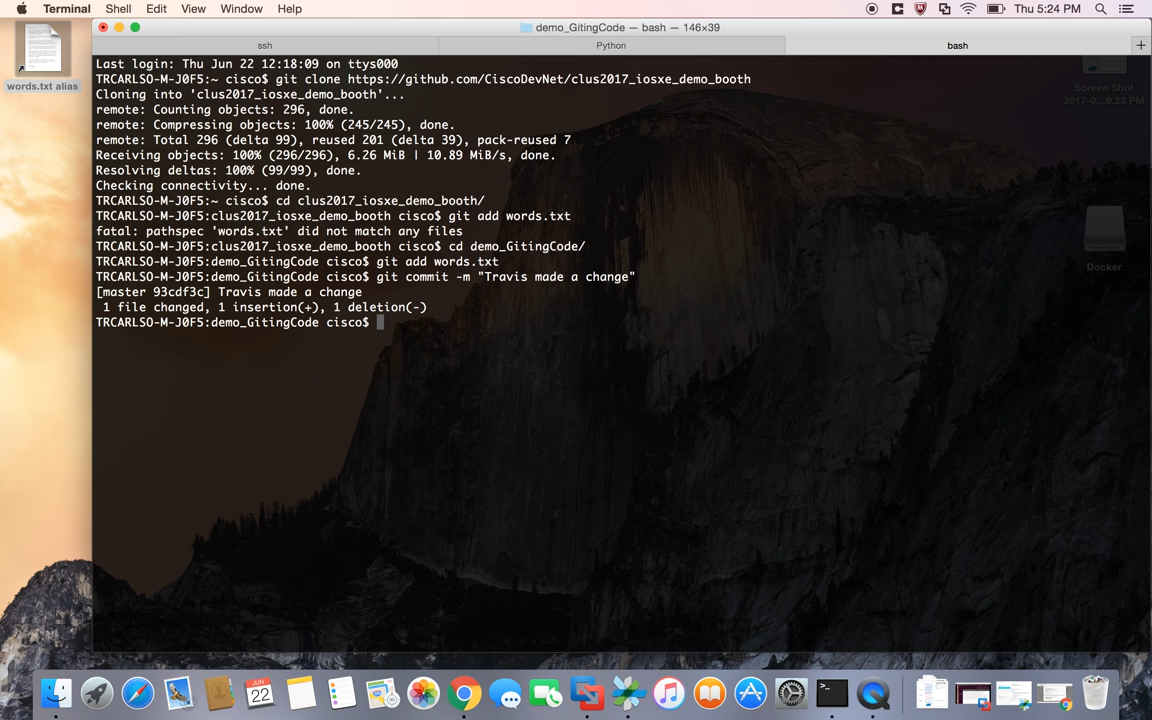 Terminal Shell Edit View Window Help
Thu 5:24 PM
demo_GitingCode — bash — 146×39
ssh
Python
bash
+
words.txt alias
Last login: Thu Jun 22 12:18:09 on ttys000
TRCARLSO-M-J0F5:~ cisco$ git clone https://github.com/CiscoDevNet/clus2017_iosxe_demo_booth
Cloning into 'clus2017_iosxe_demo_booth'...
remote: Counting objects: 296, done.
remote: Compressing objects: 100% (245/245), done.
remote: Total 296 (delta 99), reused 201 (delta 39), pack-reused 7
Receiving objects: 100% (296/296), 6.26 MiB | 10.89 MiB/s, done.
Resolving deltas: 100% (99/99), done.
Checking connectivity... done.
TRCARLSO-M-J0F5:~ cisco$ cd clus2017_iosxe_demo_booth/
TRCARLSO-M-J0F5:clus2017_iosxe_demo_booth cisco$ git add words.txt
fatal: pathspec 'words.txt' did not match any files
TRCARLSO-M-J0F5:clus2017_iosxe_demo_booth cisco$ cd demo_GitingCode/
TRCARLSO-M-J0F5:demo_GitingCode cisco$ git add words.txt
TRCARLSO-M-J0F5:demo_GitingCode cisco$ git commit -m "Travis made a change"
[master 93cdf3c] Travis made a change
 1 file changed, 1 insertion(+), 1 deletion(-)
TRCARLSO-M-J0F5:demo_GitingCode cisco$
Screen Shot
2017-0...9.23 PM
Docker
JUN
22